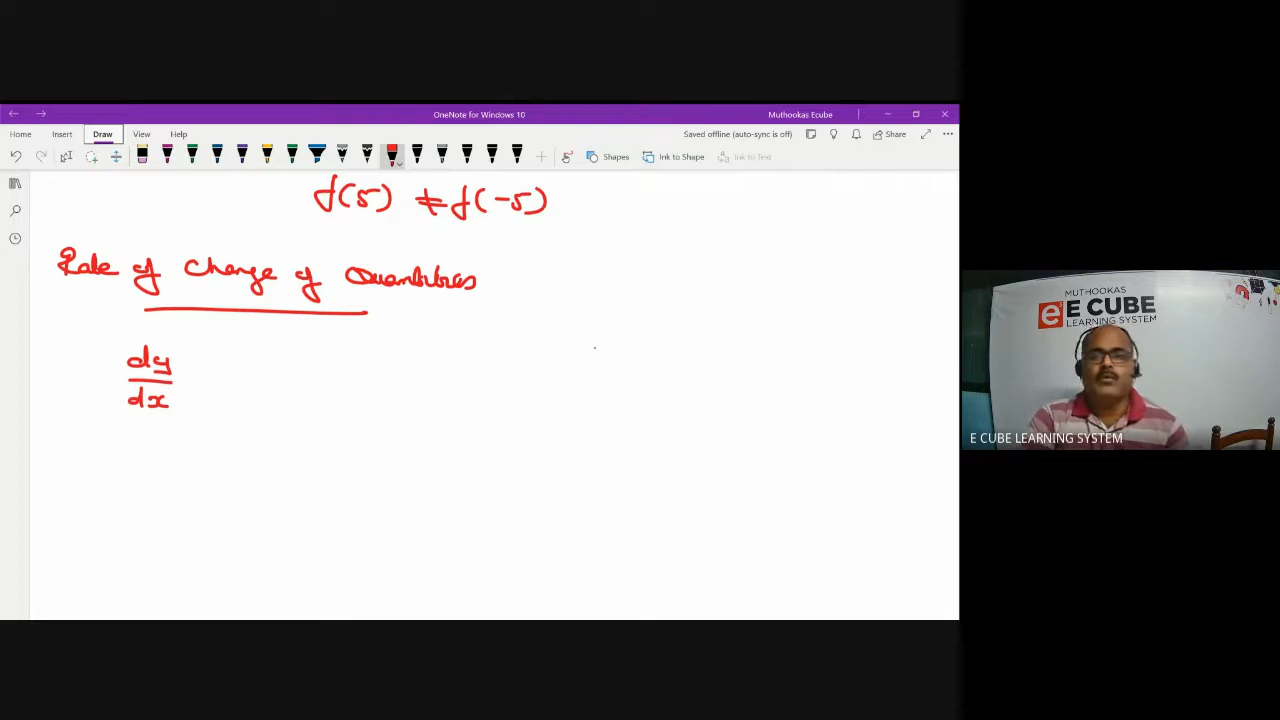 OneNote for Windows 10
Muthookas Ecube
Home Insert Draw View Help
Saved offline (auto-sync is off) Share
Shapes Ink to Shape Ink to Text
f(5) ≠ f(-5)
Rate of Change of Quantities
dy
dx
MUTHOOKAS
e³ E CUBE
LEARNING SYSTEM
E CUBE LEARNING SYSTEM